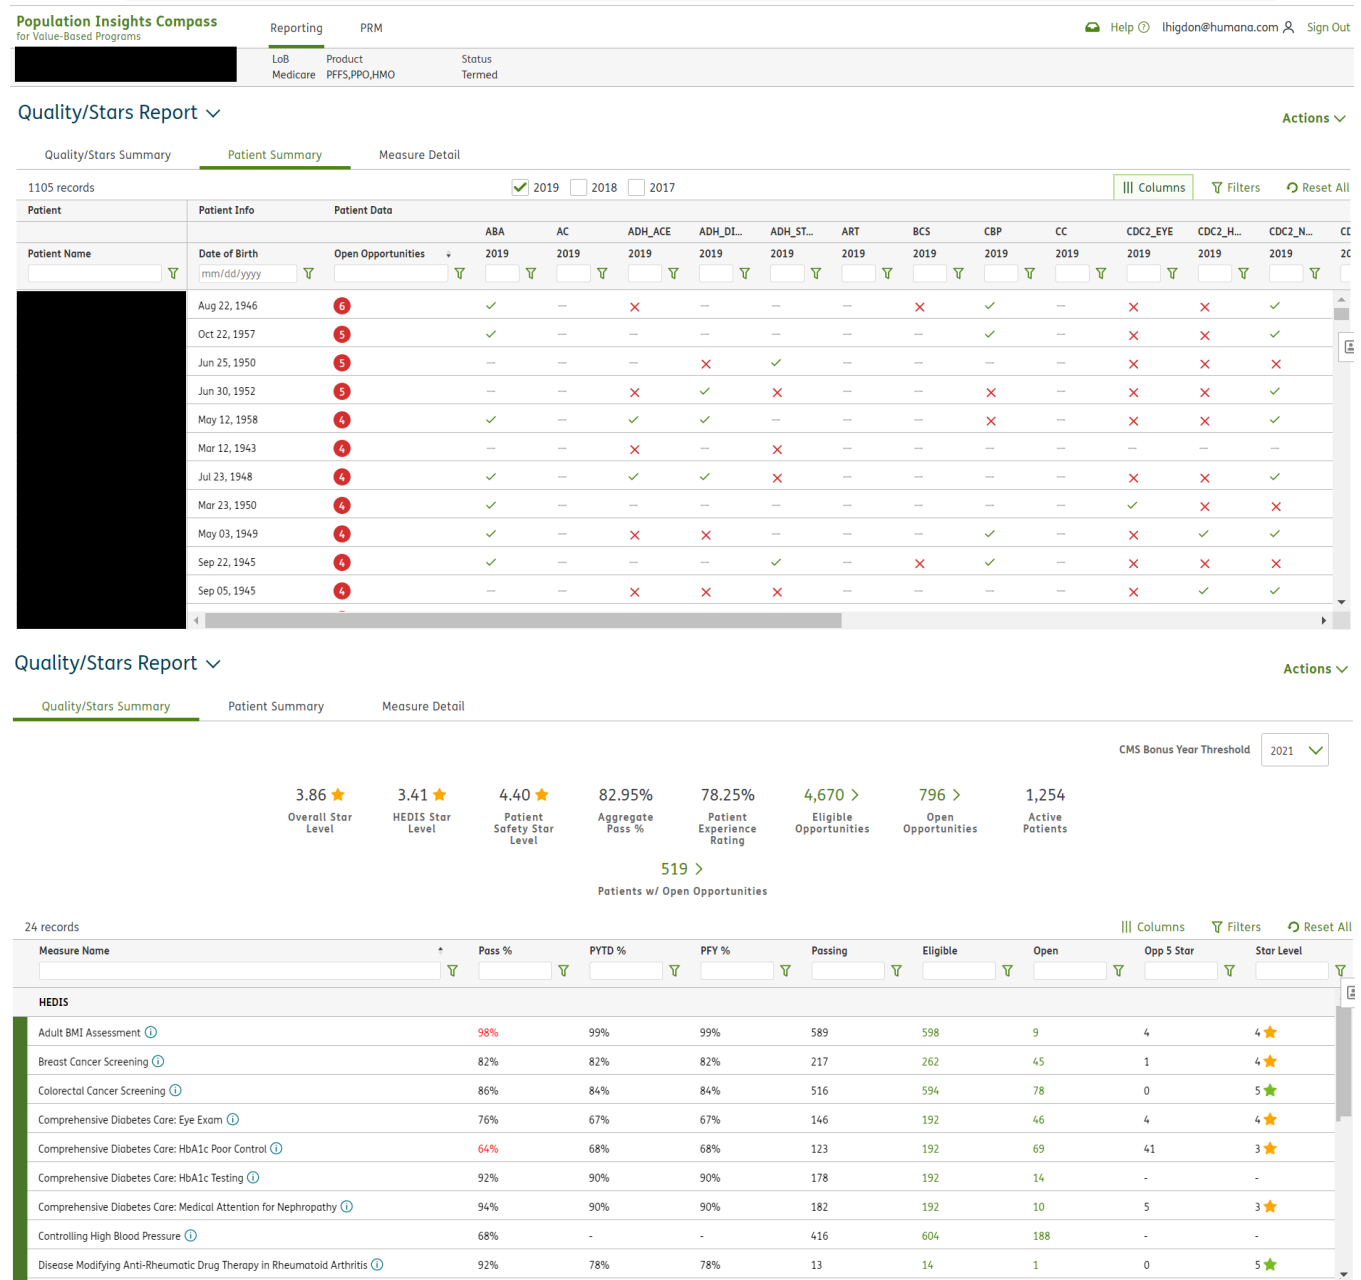 Population Insights Compass
for Value-Based Programs
Reporting PRM
Help lhigdon@humana.com Sign Out
LoB Product Status
Medicare PFFS,PPO,HMO Termed
Quality/Stars Report
Actions
Quality/Stars Summary Patient Summary Measure Detail
1105 records 2019 2018 2017 Columns Filters Reset All
Patient Patient Info Patient Data
ABA AC ADH_ACE ADH_DI... ADH_ST... ART BCS CBP CC CDC2_EYE CDC2_H... CDC2_N... CD
Patient Name Date of Birth Open Opportunities 2019 2019 2019 2019 2019 2019 2019 2019 2019 2019 2019 2019 20
mm/dd/yyyy
Aug 22, 1946 6
Oct 22, 1957 5
Jun 25, 1950 5
Jun 30, 1952 5
May 12, 1958 4
Mar 12, 1943 4
Jul 23, 1948 4
Mar 23, 1950 4
May 03, 1949 4
Sep 22, 1945 4
Sep 05, 1945 4
Quality/Stars Report
Actions
Quality/Stars Summary Patient Summary Measure Detail
CMS Bonus Year Threshold 2021
3.86 3.41 4.40 82.95% 78.25% 4,670 796 1,254
Overall Star HEDIS Star Patient Aggregate Patient Eligible Open Active
Level Level Safety Star Pass % Experience Opportunities Opportunities Patients
Level Rating
519
Patients w/ Open Opportunities
24 records Columns Filters Reset All
Measure Name Pass % PYTD % PFY % Passing Eligible Open Opp 5 Star Star Level
HEDIS
Adult BMI Assessment 98% 99% 99% 589 598 9 4 4
Breast Cancer Screening 82% 82% 82% 217 262 45 1 4
Colorectal Cancer Screening 86% 84% 84% 516 594 78 0 5
Comprehensive Diabetes Care: Eye Exam 76% 67% 67% 146 192 46 4 4
Comprehensive Diabetes Care: HbA1c Poor Control 64% 68% 68% 123 192 69 41 3
Comprehensive Diabetes Care: HbA1c Testing 92% 90% 90% 178 192 14 - -
Comprehensive Diabetes Care: Medical Attention for Nephropathy 94% 90% 90% 182 192 10 5 3
Controlling High Blood Pressure 68% - - 416 604 188 - -
Disease Modifying Anti-Rheumatic Drug Therapy in Rheumatoid Arthritis 92% 78% 78% 13 14 1 0 5